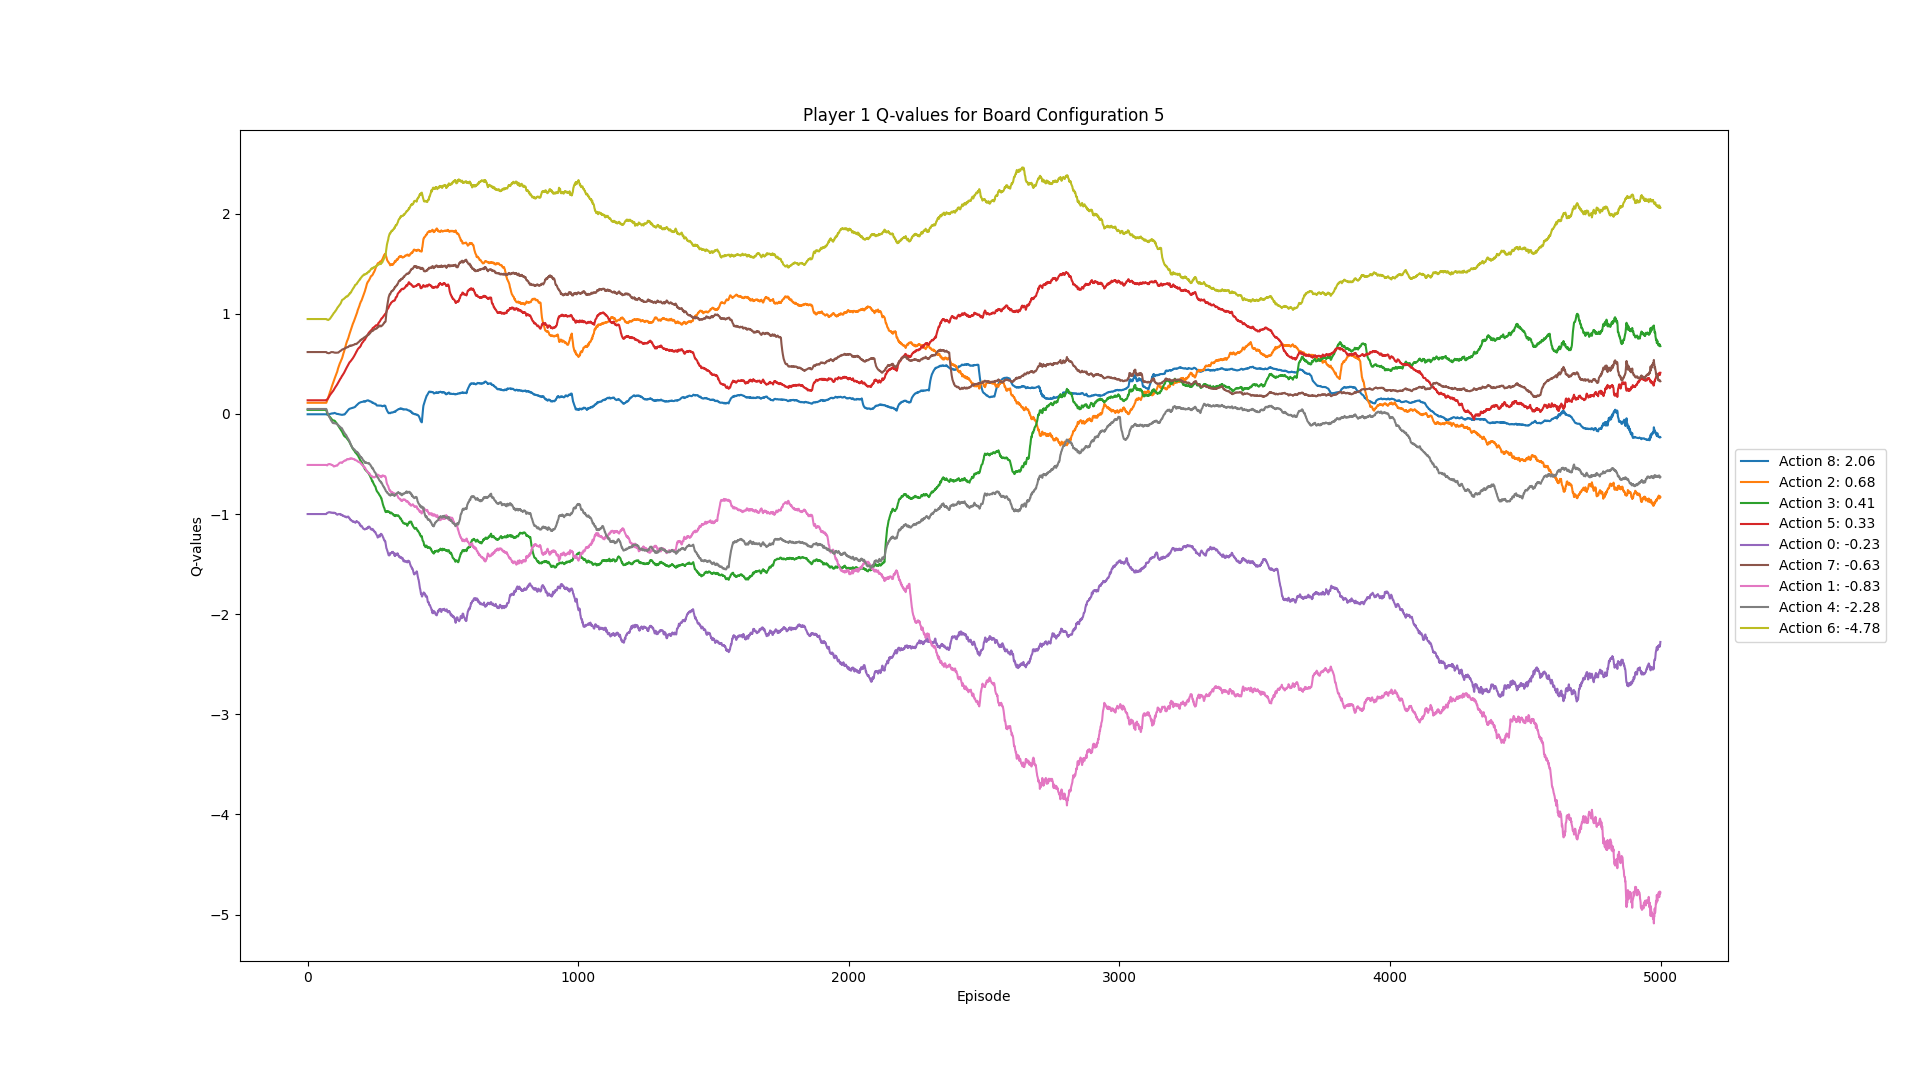 Player 1 Q-values for Board Configuration 5
2
1
0
−1
−2
−3
−4
−5
Q-values
0 1000 2000 3000 4000 5000
Episode
Action 8: 2.06
Action 2: 0.68
Action 3: 0.41
Action 5: 0.33
Action 0: -0.23
Action 7: -0.63
Action 1: -0.83
Action 4: -2.28
Action 6: -4.78